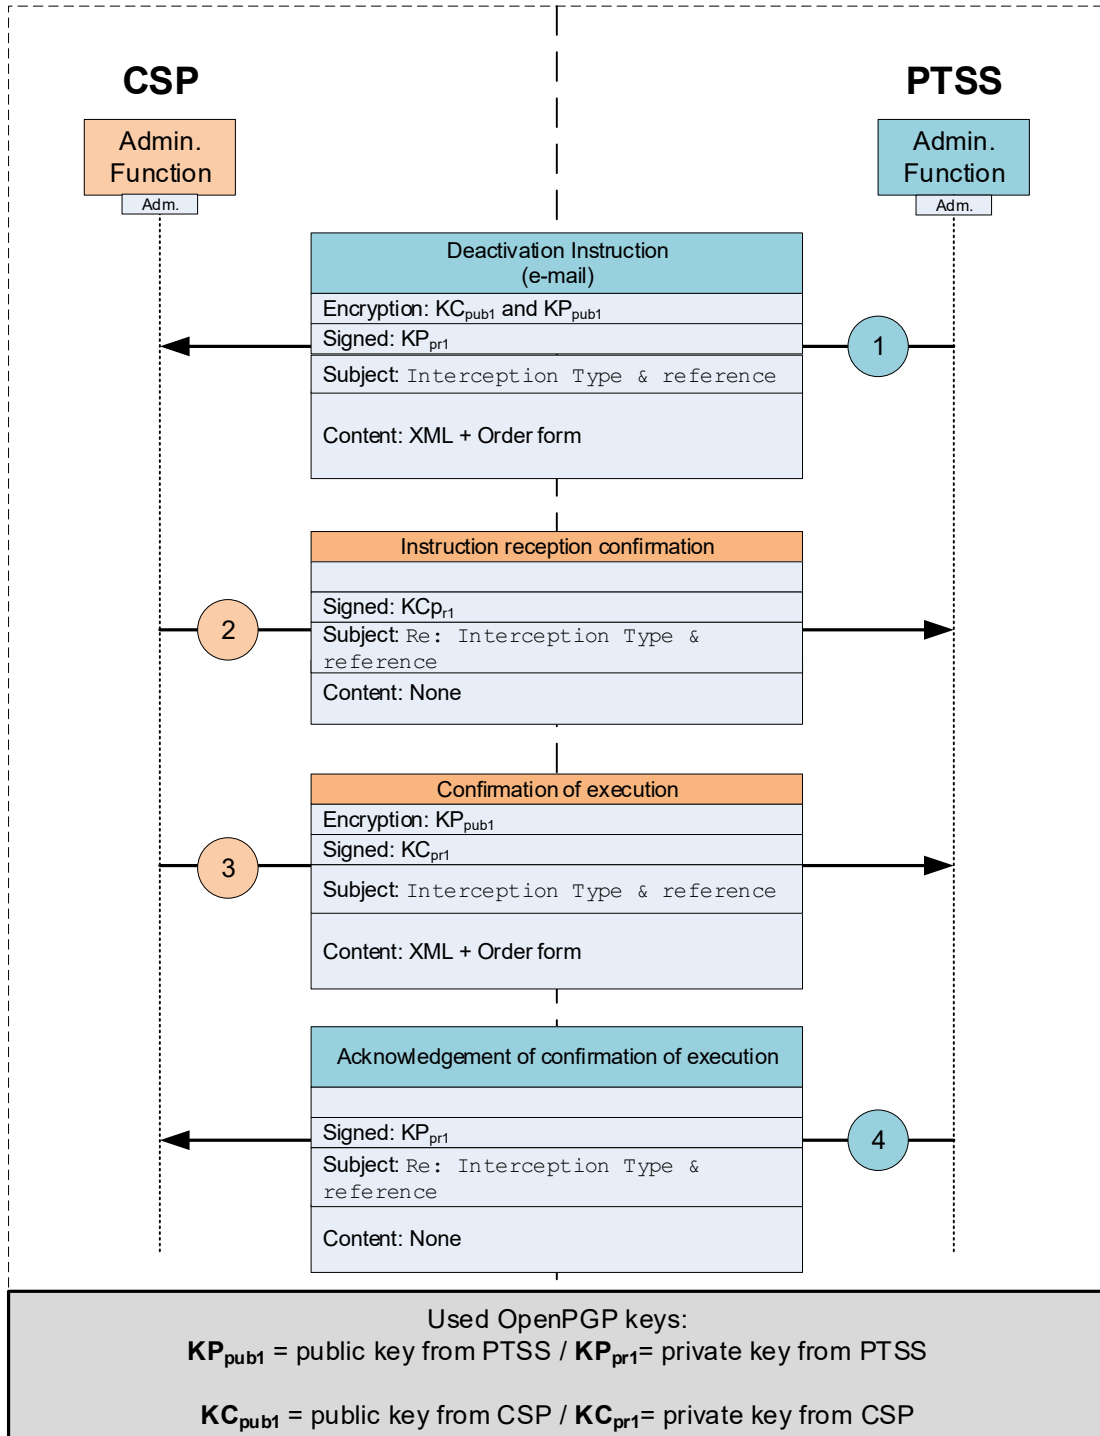 CSP
PTSS
Admin.
Function
Adm.
Admin.
Function
Adm.
Deactivation Instruction
(e-mail)
Encryption: KCpub1 and KPpub1
Signed: KPpr1
1
Subject: Interception Type & reference
Content: XML + Order form
Instruction reception confirmation
Signed: KCpr1
2
Subject: Re: Interception Type &
reference
Content: None
Confirmation of execution
Encryption: KPpub1
Signed: KCpr1
3
Subject: Interception Type & reference
Content: XML + Order form
Acknowledgement of confirmation of execution
Signed: KPpr1
4
Subject: Re: Interception Type &
reference
Content: None
Used OpenPGP keys:
KPpub1 = public key from PTSS / KPpr1= private key from PTSS
KCpub1 = public key from CSP / KCpr1= private key from CSP